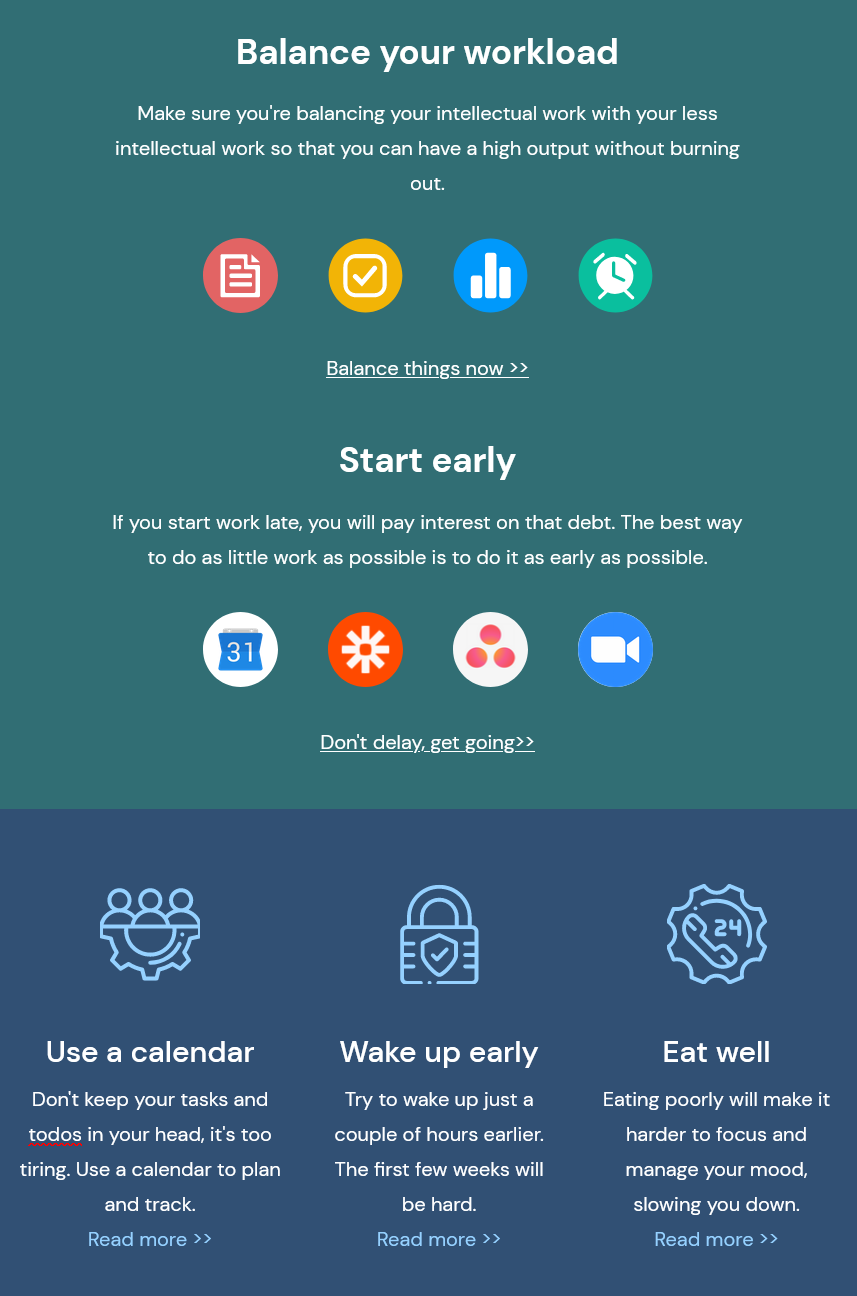 Balance your workload
Make sure you're balancing your intellectual work with your less
intellectual work so that you can have a high output without burning
out.
Balance things now >>
Start early
If you start work late, you will pay interest on that debt. The best way
to do as little work as possible is to do it as early as possible.
31
Don't delay, get going>>
24
Use a calendar
Don't keep your tasks and
todos in your head, it's too
tiring. Use a calendar to plan
and track.
Read more >>
Wake up early
Try to wake up just a
couple of hours earlier.
The first few weeks will
be hard.
Read more >>
Eat well
Eating poorly will make it
harder to focus and
manage your mood,
slowing you down.
Read more >>